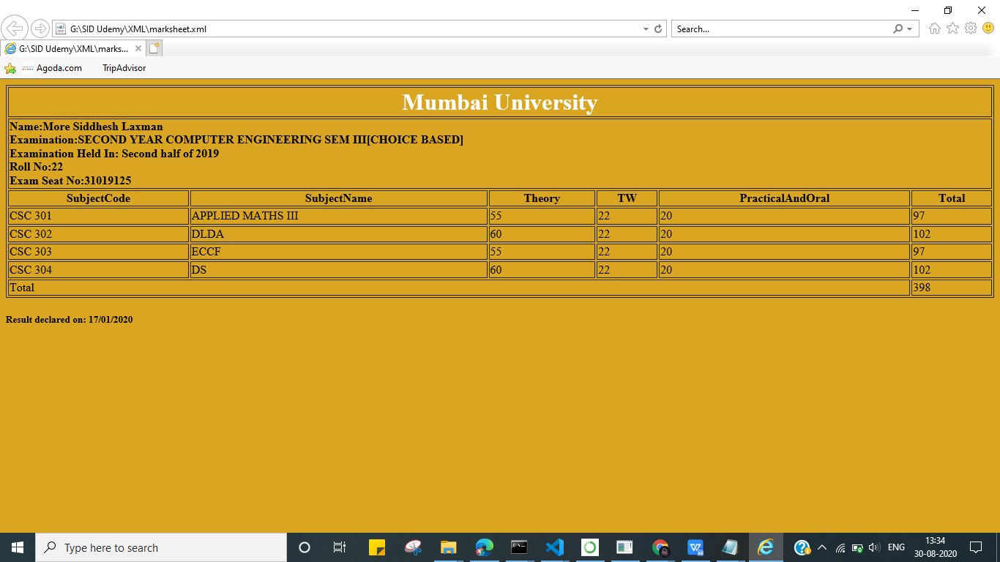 G:\SID Udemy\XML\marksheet.xml
Search...
G:\SID Udemy\XML\marks...
Agoda.com TripAdvisor
Mumbai University
Name:More Siddhesh Laxman
Examination:SECOND YEAR COMPUTER ENGINEERING SEM III[CHOICE BASED]
Examination Held In: Second half of 2019
Roll No:22
Exam Seat No:31019125
SubjectCode SubjectName Theory TW PracticalAndOral Total
CSC 301 APPLIED MATHS III 55 22 20 97
CSC 302 DLDA 60 22 20 102
CSC 303 ECCF 55 22 20 97
CSC 304 DS 60 22 20 102
Total 398
Result declared on: 17/01/2020
Type here to search
ENG
13:34
30-08-2020